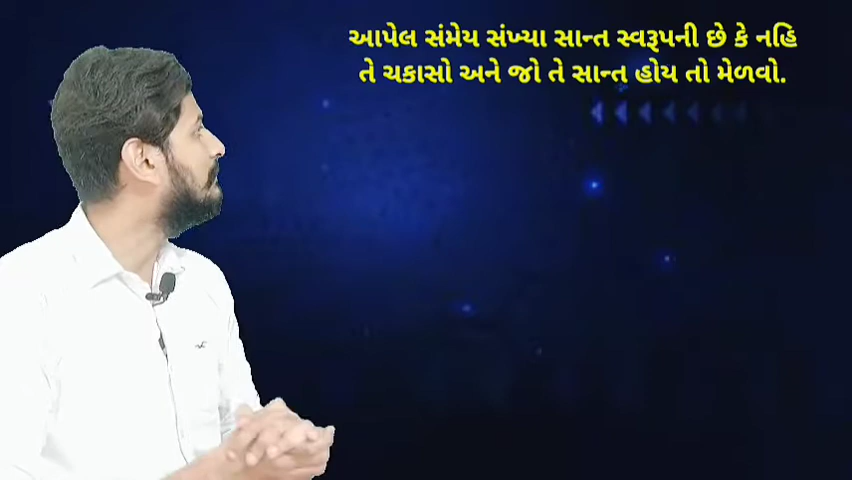 આપેલ સંમેય સંખ્યા સાન્ત સ્વરૂપની છે કે નહિ
તે ચકાસો અને જો તે સાન્ત હોય તો મેળવો.